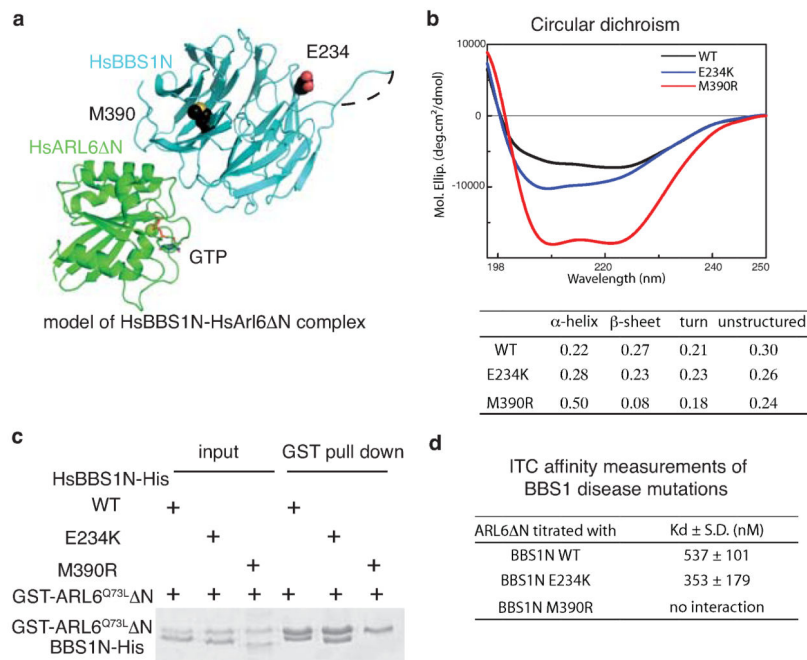 a
HsBBS1N
E234
M390
HsARL6ΔN
GTP
model of HsBBS1N-HsArl6ΔN complex
b
Circular dichroism
10000
0
-10000
Mol. Ellip. (deg.cm²/dmol)
WT
E234K
M390R
198 220 240 250
Wavelength (nm)
α-helix β-sheet turn unstructured
WT 0.22 0.27 0.21 0.30
E234K 0.28 0.23 0.23 0.26
M390R 0.50 0.08 0.18 0.24
c
input GST pull down
HsBBS1N-His
WT + +
E234K + +
M390R + +
GST-ARL6Q73LΔN + + + + + +
GST-ARL6Q73LΔN
BBS1N-His
d
ITC affinity measurements of
BBS1 disease mutations
ARL6ΔN titrated with Kd ± S.D. (nM)
BBS1N WT 537 ± 101
BBS1N E234K 353 ± 179
BBS1N M390R no interaction